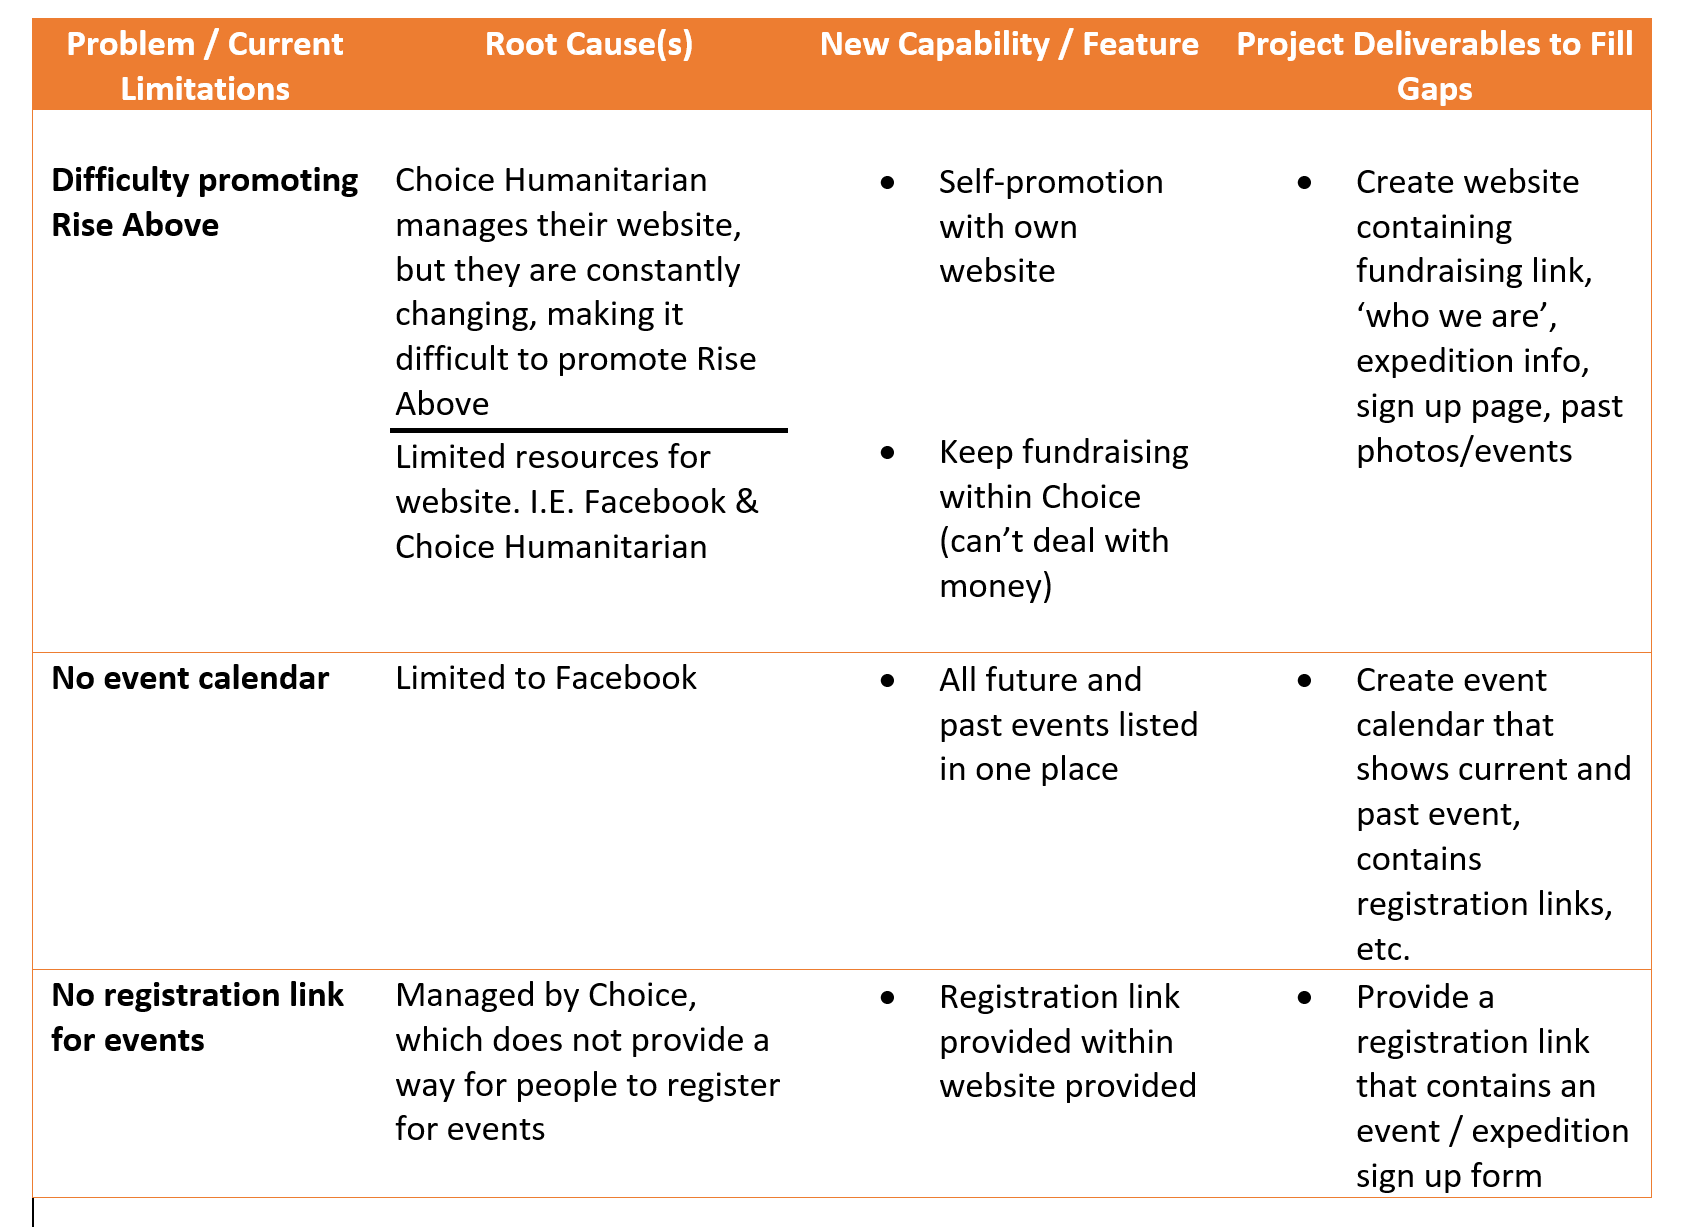 Problem / Current
Limitations
Root Cause(s)
New Capability / Feature
Project Deliverables to Fill
Gaps
Difficulty promoting
Rise Above
Choice Humanitarian
manages their website,
but they are constantly
changing, making it
difficult to promote Rise
Above
Limited resources for
website. I.E. Facebook &
Choice Humanitarian
• Self-promotion
with own
website
• Keep fundraising
within Choice
(can’t deal with
money)
• Create website
containing
fundraising link,
‘who we are’,
expedition info,
sign up page, past
photos/events
No event calendar
Limited to Facebook
• All future and
past events listed
in one place
• Create event
calendar that
shows current and
past event,
contains
registration links,
etc.
No registration link
for events
Managed by Choice,
which does not provide a
way for people to register
for events
• Registration link
provided within
website provided
• Provide a
registration link
that contains an
event / expedition
sign up form